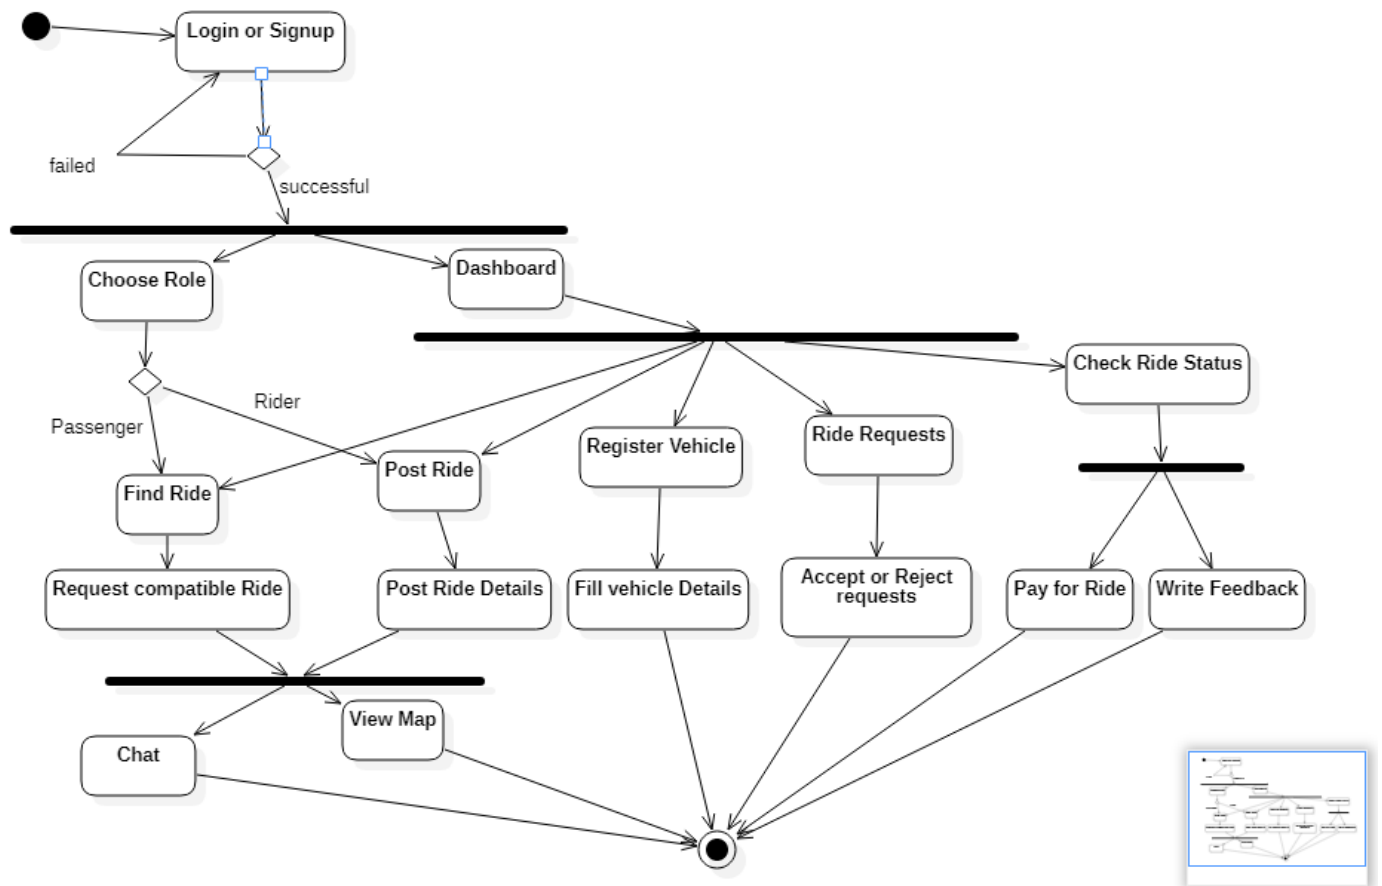 Login or Signup
failed
successful
Choose Role
Dashboard
Check Ride Status
Rider
Passenger
Register Vehicle
Ride Requests
Post Ride
Find Ride
Request compatible Ride
Post Ride Details
Fill vehicle Details
Accept or Reject
requests
Pay for Ride
Write Feedback
View Map
Chat